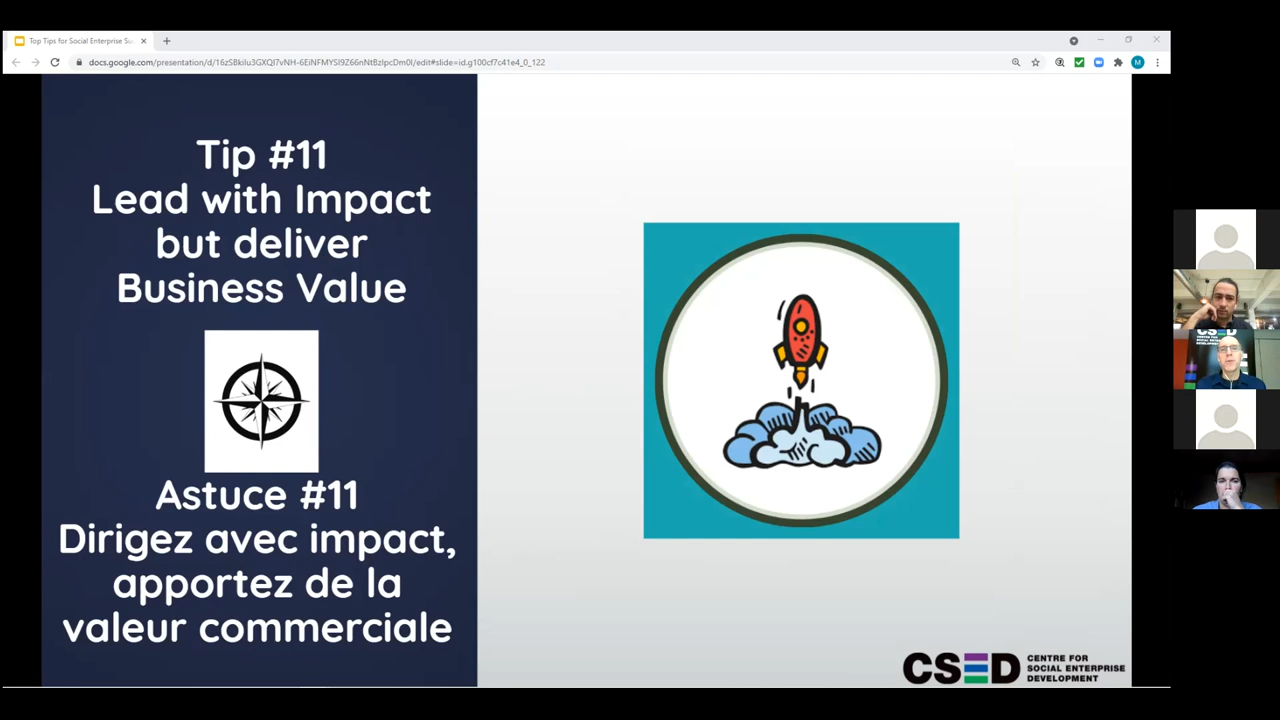 Top Tips for Social Enterprise Su
docs.google.com/presentation/d/16zSBkilu3GXQI7vNH-6EiNFMYSI9Z66nNtBzIpcDm0I/edit#slide=id.g100cf7c41e4_0_122
M
Tip #11
Lead with Impact
but deliver
Business Value
Astuce #11
Dirigez avec impact,
apportez de la
valeur commerciale
CSED
CENTRE FOR
SOCIAL ENTERPRISE
DEVELOPMENT